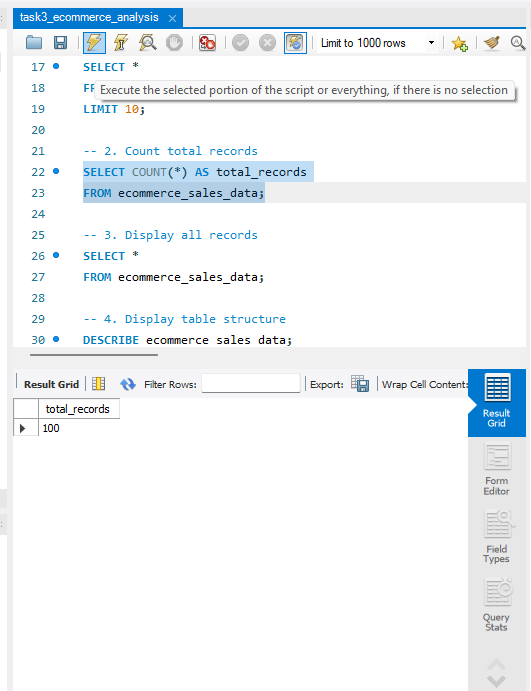 task3_ecommerce_analysis ×
Limit to 1000 rows
17 SELECT *
18 FR
Execute the selected portion of the script or everything, if there is no selection
19 LIMIT 10;
20
21 -- 2. Count total records
22 SELECT COUNT(*) AS total_records
23 FROM ecommerce_sales_data;
24
25 -- 3. Display all records
26 SELECT *
27 FROM ecommerce_sales_data;
28
29 -- 4. Display table structure
30 DESCRIBE ecommerce sales data;
Result Grid Filter Rows: Export: Wrap Cell Content:
total_records
100
Result
Grid
Form
Editor
Field
Types
Query
Stats